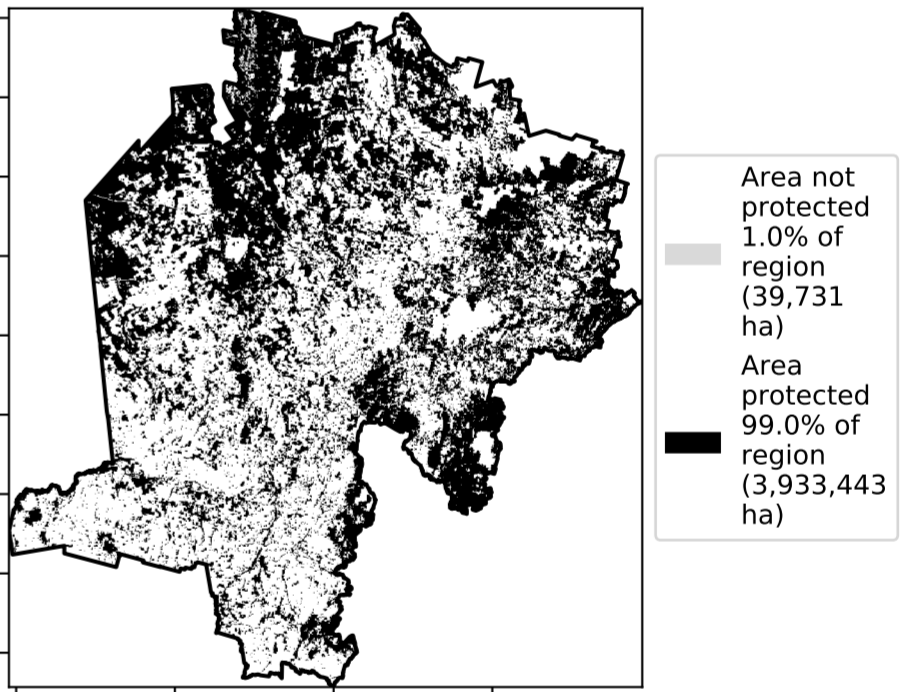 Area not
protected
1.0% of
region
(39,731
ha)
Area
protected
99.0% of
region
(3,933,443
ha)